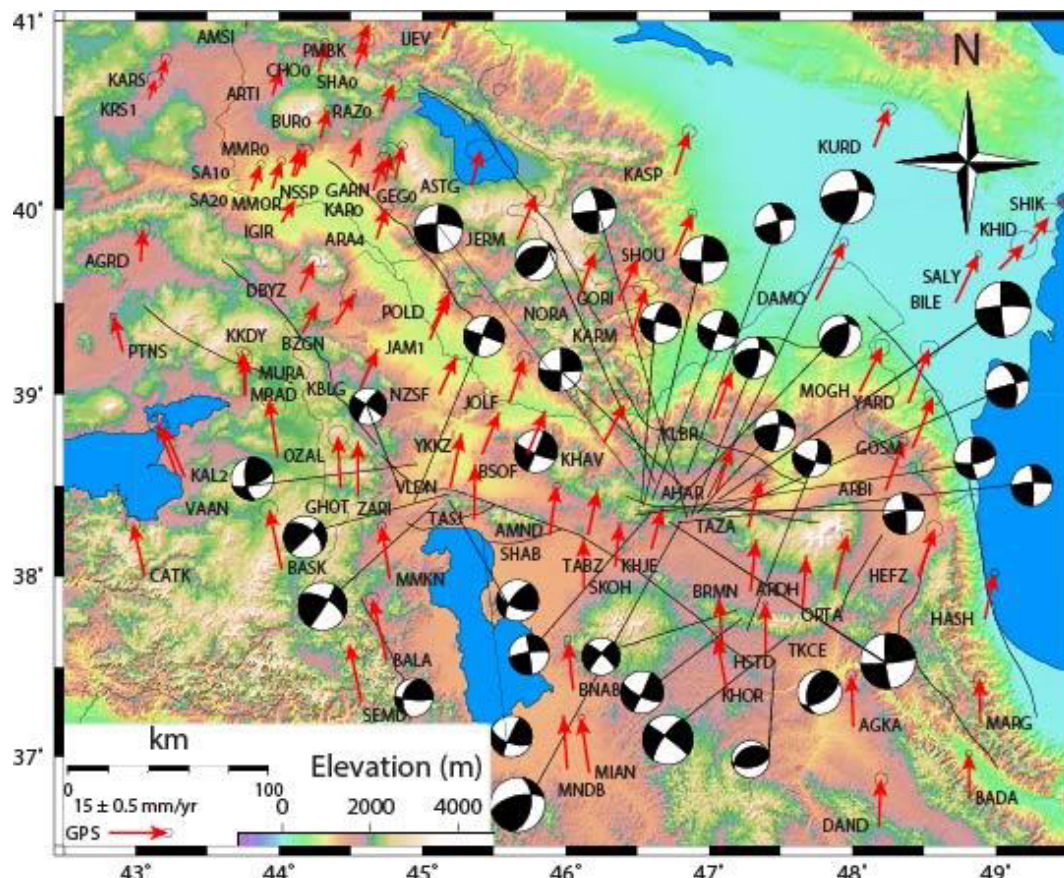 41°
AMSI
PMBK
IJEV
N
KARS
CHO0
SHA0
KRS1
ARTI
RAZ0
BUR0
KURD
MMR0
SA10
KASP
NSSP
GARN
GEG0
ASTG
SA20
MMOR
KAR0
SHIK
40°
IGIR
ARA4
JERM
KHID
AGRD
SHOU
DBYZ
GORI
DAMO
SALY
POLD
NORA
BILE
KKDY
BZGN
KARM
PTNS
JAM1
MURA
KBLG
NZSF
39°
MRAD
JOLF
MOGH
YARD
KLBR
YKKZ
OZAL
BSOF
KHAV
GOSM
KAL2
VLDN
GHOT
AHAR
ARBI
VAAN
ZARI
TASJ
AMND
TAZA
38°
CATK
BASK
SHAB
TABZ
KHJE
MMKN
SKOH
BRMN
ARDH
HEFZ
ORTA
HASH
BALA
HSTD
TKCE
BNAB
SEMD
KHOR
AGKA
MARG
37°
km
Elevation (m)
MIAN
0
100
MNDB
BADA
15 ± 0.5 mm/yr
0
2000
4000
GPS
DAND
43°
44°
45°
46°
47°
48°
49°